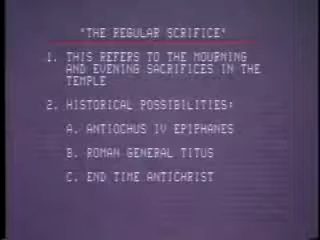 "THE REGULAR SCRIFICE"
1. THIS REFERS TO THE MOURNING
AND EVENING SACRIFICES IN THE
TEMPLE
2. HISTORICAL POSSIBILITIES:
A. ANTIOCHUS IV EPIPHANES
B. ROMAN GENERAL TITUS
C. END TIME ANTICHRIST